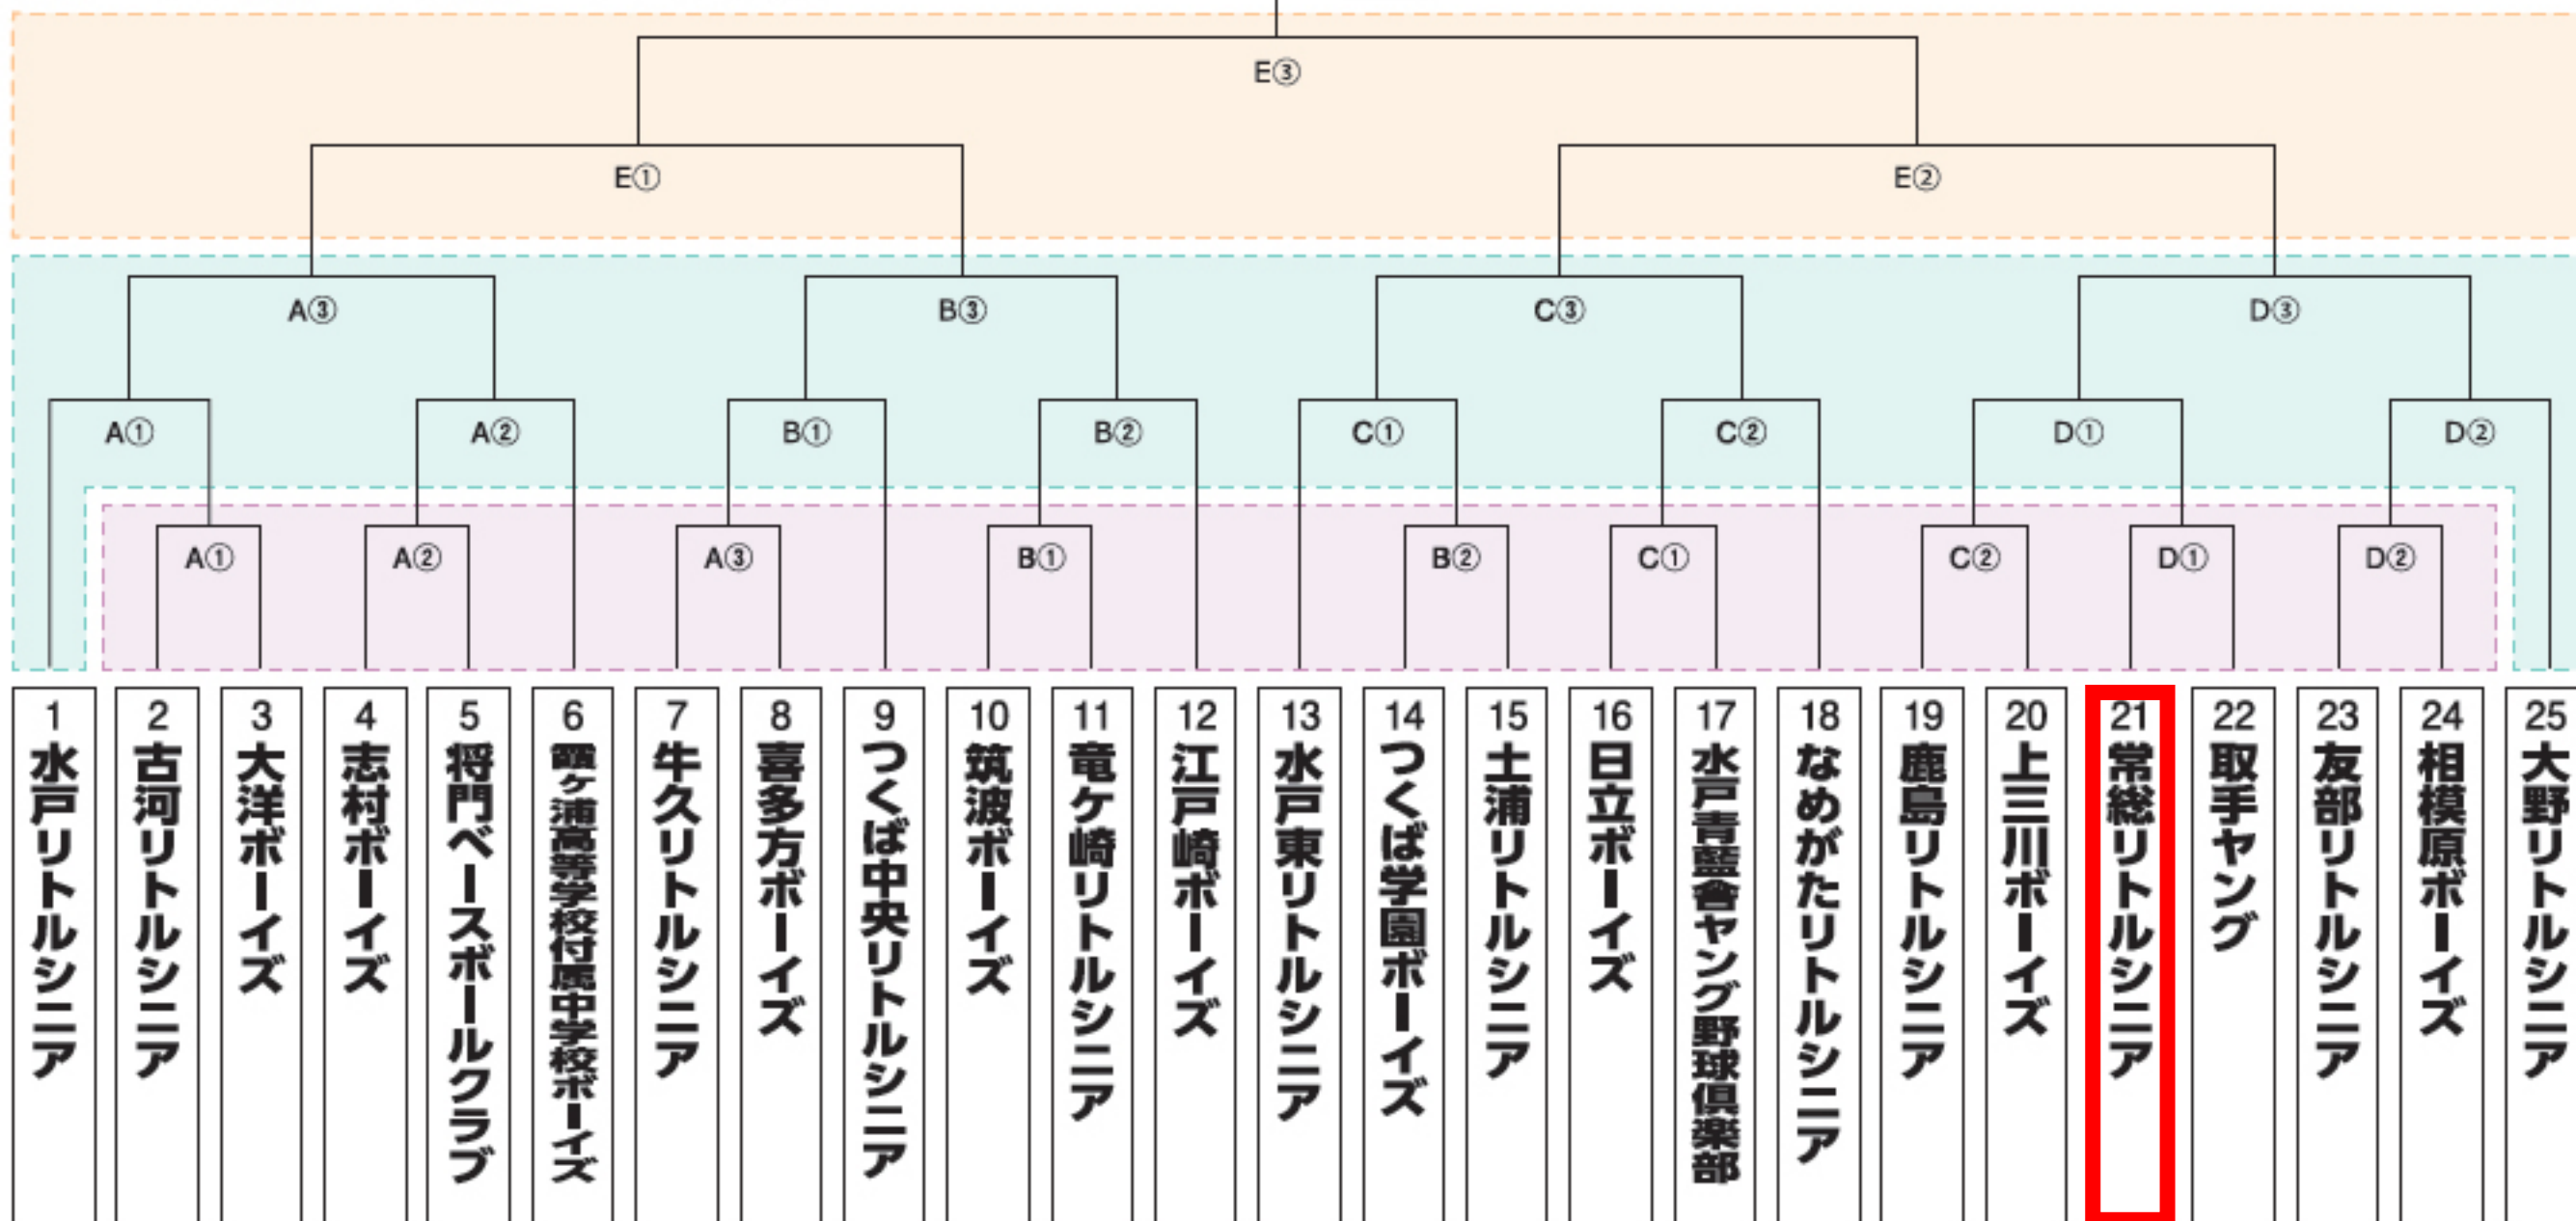 E③
E①
E②
A③
B③
C③
D③
A①
A②
B①
B②
C①
C②
D①
D②
A①
A②
A③
B①
B②
C①
C②
D①
D②
1 水戸リトルシニア
2 古河リトルシニア
3 大洋ボーイズ
4 志村ボーイズ
5 将門ベースボールクラブ
6 霞ヶ浦高等学校付属中学校ボーイズ
7 牛久リトルシニア
8 喜多方ボーイズ
9 つくば中央リトルシニア
10 筑波ボーイズ
11 竜ケ崎リトルシニア
12 江戸崎ボーイズ
13 水戸東リトルシニア
14 つくば学園ボーイズ
15 土浦リトルシニア
16 日立ボーイズ
17 水戸青藍舎ヤング野球倶楽部
18 なめがたリトルシニア
19 鹿島リトルシニア
20 上三川ボーイズ
21 常総リトルシニア
22 取手ヤング
23 友部リトルシニア
24 相模原ボーイズ
25 大野リトルシニア